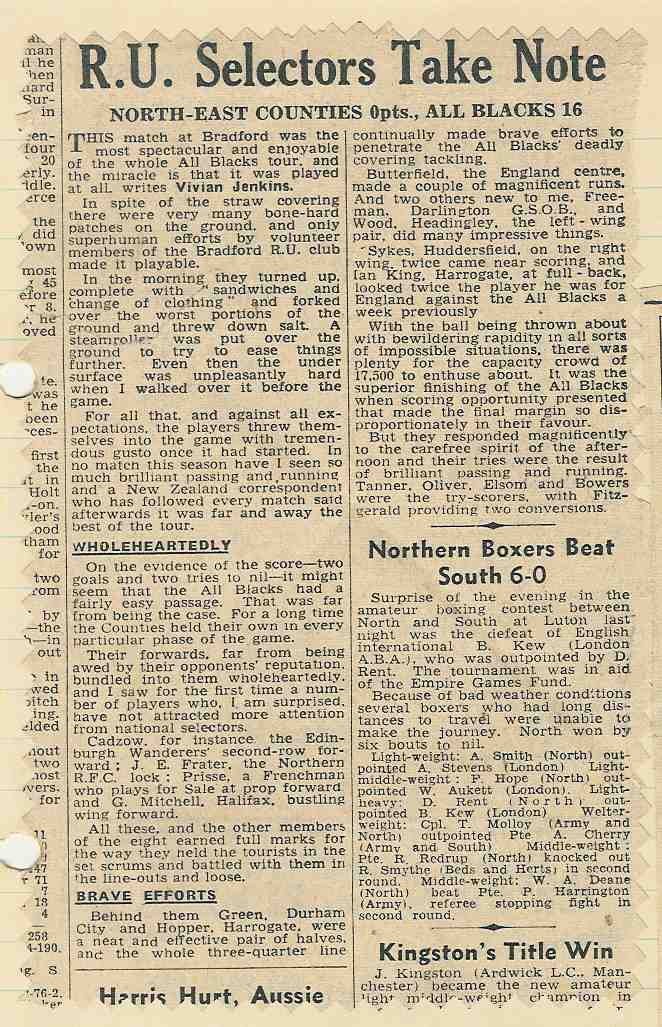 R.U. Selectors Take Note
NORTH-EAST COUNTIES 0pts., ALL BLACKS 16
THIS match at Bradford was the
most spectacular and enjoyable
of the whole All Blacks tour, and
the miracle is that it was played
at all, writes Vivian Jenkins.
In spite of the straw covering
there were very many bone-hard
patches on the ground, and only
superhuman efforts by volunteer
members of the Bradford R.U. club
made it playable.
In the morning they turned up,
complete with "sandwiches and
change of clothing" and forked
over the worst portions of the
ground and threw down salt. A
steamroller was put over the
ground to try to ease things
further. Even then the under
surface was unpleasantly hard
when I walked over it before the
game.
For all that, and against all ex-
pectations, the players threw them-
selves into the game with tremen-
dous gusto once it had started. In
no match this season have I seen so
much brilliant passing and running
and a New Zealand correspondent
who has followed every match said
afterwards it was far and away the
best of the tour.
WHOLEHEARTEDLY
On the evidence of the score—two
goals and two tries to nil—it might
seem that the All Blacks had a
fairly easy passage. That was far
from being the case. For a long time
the Counties held their own in every
particular phase of the game.
Their forwards, far from being
awed by their opponents' reputation,
bundled into them wholeheartedly,
and I saw for the first time a num-
ber of players who, I am surprised,
have not attracted more attention
from national selectors.
Cadzow, for instance, the Edin-
burgh Wanderers' second-row for-
ward; J. E. Frater, the Northern
R.F.C. lock; Prisse, a Frenchman
who plays for Sale at prop forward
and G. Mitchell, Halifax, bustling
wing forward.
All these, and the other members
of the eight earned full marks for
the way they held the tourists in the
set scrums and battled with them in
the line-outs and loose.
BRAVE EFFORTS
Behind them Green, Durham
City and Hopper, Harrogate, were
a neat and effective pair of halves,
and the whole three-quarter line
Harris Hurt, Aussie
continually made brave efforts to
penetrate the All Blacks' deadly
covering tackling.
Butterfield, the England centre,
made a couple of magnificent runs.
And two others new to me, Free-
man, Darlington G.S.O.B., and
Wood, Headingley, the left-wing
pair, did many impressive things.
Sykes, Huddersfield, on the right
wing, twice came near scoring, and
Ian King, Harrogate, at full-back,
looked twice the player he was for
England against the All Blacks a
week previously
With the ball being thrown about
with bewildering rapidity in all sorts
of impossible situations, there was
plenty for the capacity crowd of
17,500 to enthuse about. It was the
superior finishing of the All Blacks
when scoring opportunity presented
that made the final margin so dis-
proportionately in their favour.
But they responded magnificently
to the carefree spirit of the after-
noon and their tries were the result
of brilliant passing and running.
Tanner, Oliver, Elsom and Bowers
were the try-scorers, with Fitz-
gerald providing two conversions.
Northern Boxers Beat
South 6-0
Surprise of the evening in the
amateur boxing contest between
North and South at Luton last
night was the defeat of English
international B. Kew (London
A.B.A.), who was outpointed by D.
Rent. The tournament was in aid
of the Empire Games Fund.
Because of bad weather conditions
several boxers who had long dis-
tances to travel were unable to
make the journey. North won by
six bouts to nil.
Light-weight: A. Smith (North) out-
pointed A. Stevens (London). Light-
middle-weight: F. Hope (North) out-
pointed W. Aukett (London). Light-
heavy: D. Rent (North) out-
pointed B. Kew (London) Welter-
weight: Cpl. T. Molloy (Army and
North) outpointed Pte A. Cherry
(Army and South) Middle-weight:
Pte. R. Redrup (North) knocked out
R. Smythe (Beds and Herts) in second
round. Middle-weight: W. A. Deane
(North) beat Pte. P. Harrington
(Army), referee stopping fight in
second round.
Kingston's Title Win
J. Kingston (Ardwick L.C., Man-
chester) became the new amateur
light middle-weight champion in